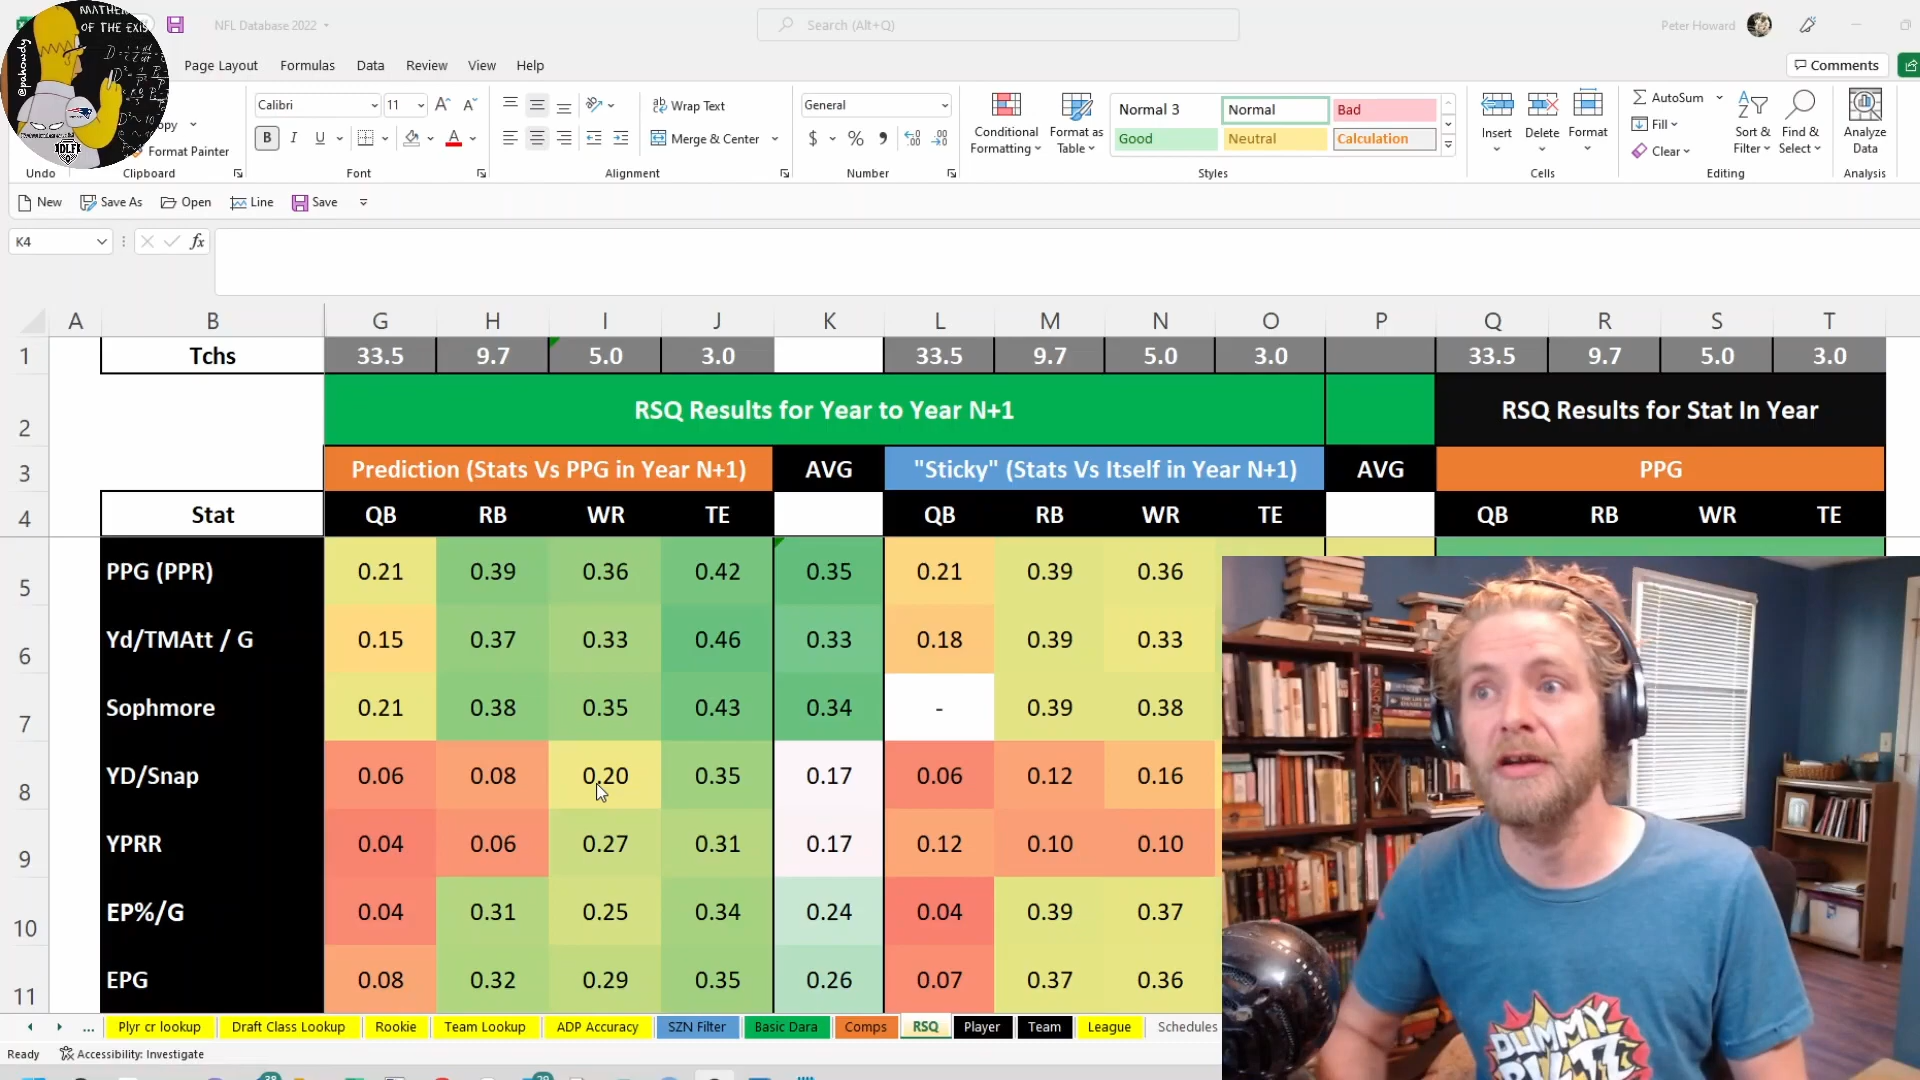 MATHEM
OF THE EXIS
@pahowdy
DLF
NFL Database 2022
Search (Alt+Q)
Peter Howard
Page Layout
Formulas
Data
Review
View
Help
Comments
Calibri
11
Wrap Text
General
Conditional
Formatting
Format as
Table
Normal 3
Normal
Bad
Good
Neutral
Calculation
Insert
Delete
Format
AutoSum
Fill
Clear
Sort &
Filter
Find &
Select
Analyze
Data
opy
Format Painter
B I U
Merge & Center
$ % ,
Undo
Clipboard
Font
Alignment
Number
Styles
Cells
Editing
Analysis
New
Save As
Open
Line
Save
K4
fx
A B G H I J K L M N O P Q R S T
1 Tchs 33.5 9.7 5.0 3.0 33.5 9.7 5.0 3.0 33.5 9.7 5.0 3.0
2 RSQ Results for Year to Year N+1 RSQ Results for Stat In Year
3 Prediction (Stats Vs PPG in Year N+1) AVG "Sticky" (Stats Vs Itself in Year N+1) AVG PPG
4 Stat QB RB WR TE QB RB WR TE QB RB WR TE
5 PPG (PPR) 0.21 0.39 0.36 0.42 0.35 0.21 0.39 0.36
6 Yd/TMAtt / G 0.15 0.37 0.33 0.46 0.33 0.18 0.39 0.33
7 Sophmore 0.21 0.38 0.35 0.43 0.34 - 0.39 0.38
8 YD/Snap 0.06 0.08 0.20 0.35 0.17 0.06 0.12 0.16
9 YPRR 0.04 0.06 0.27 0.31 0.17 0.12 0.10 0.10
10 EP%/G 0.04 0.31 0.25 0.34 0.24 0.04 0.39 0.37
11 EPG 0.08 0.32 0.29 0.35 0.26 0.07 0.37 0.36
... Plyr cr lookup Draft Class Lookup Rookie Team Lookup ADP Accuracy SZN Filter Basic Dara Comps RSQ Player Team League Schedules
Ready
Accessibility: Investigate
38
29
DUMMY